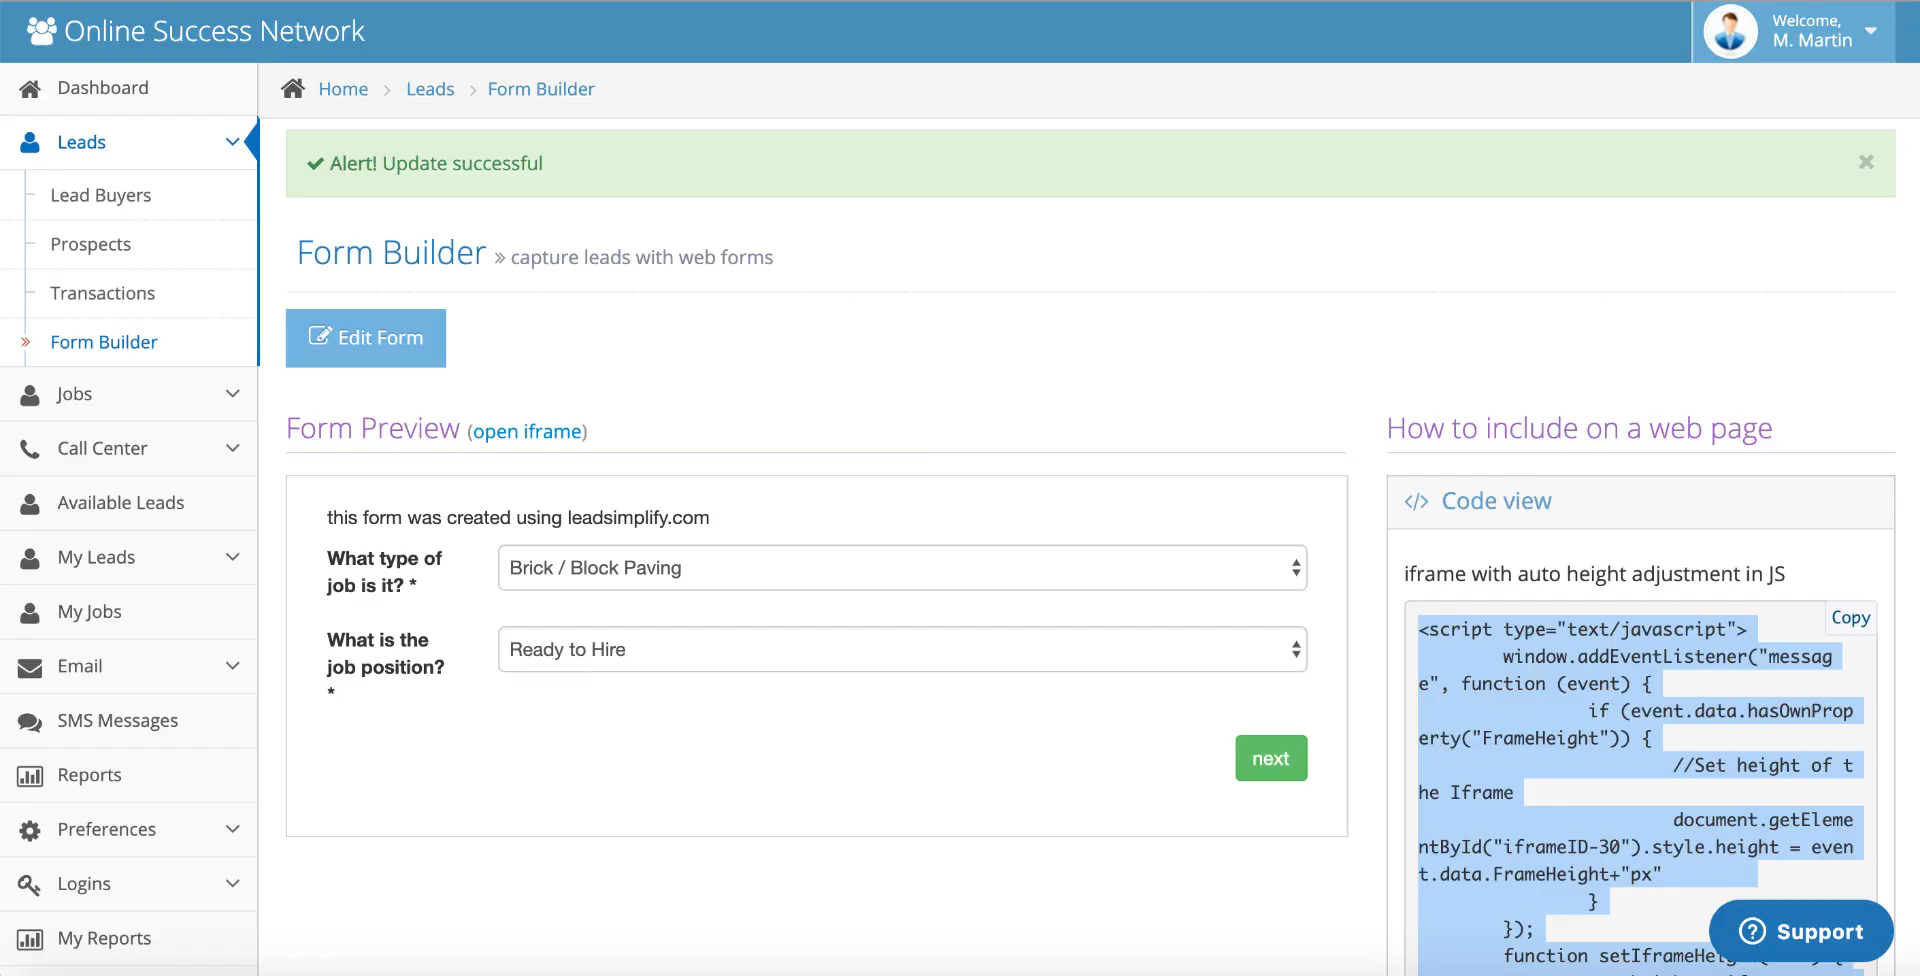 Online Success Network
Welcome,
M. Martin
Dashboard
Leads
Lead Buyers
Prospects
Transactions
» Form Builder
Jobs
Call Center
Available Leads
My Leads
My Jobs
Email
SMS Messages
Reports
Preferences
Logins
My Reports
Home > Leads > Form Builder
Alert! Update successful
×
Form Builder » capture leads with web forms
Edit Form
Form Preview (open iframe)
this form was created using leadsimplify.com
What type of
job is it? *
Brick / Block Paving
What is the
job position?
*
Ready to Hire
next
How to include on a web page
</> Code view
iframe with auto height adjustment in JS
Copy
<script type="text/javascript">
window.addEventListener("messag
e", function (event) {
if (event.data.hasOwnProp
erty("FrameHeight")) {
//Set height of t
he Iframe
document.getEleme
ntById("iframeID-30").style.height = even
t.data.FrameHeight+"px"
}
});
function
? Support